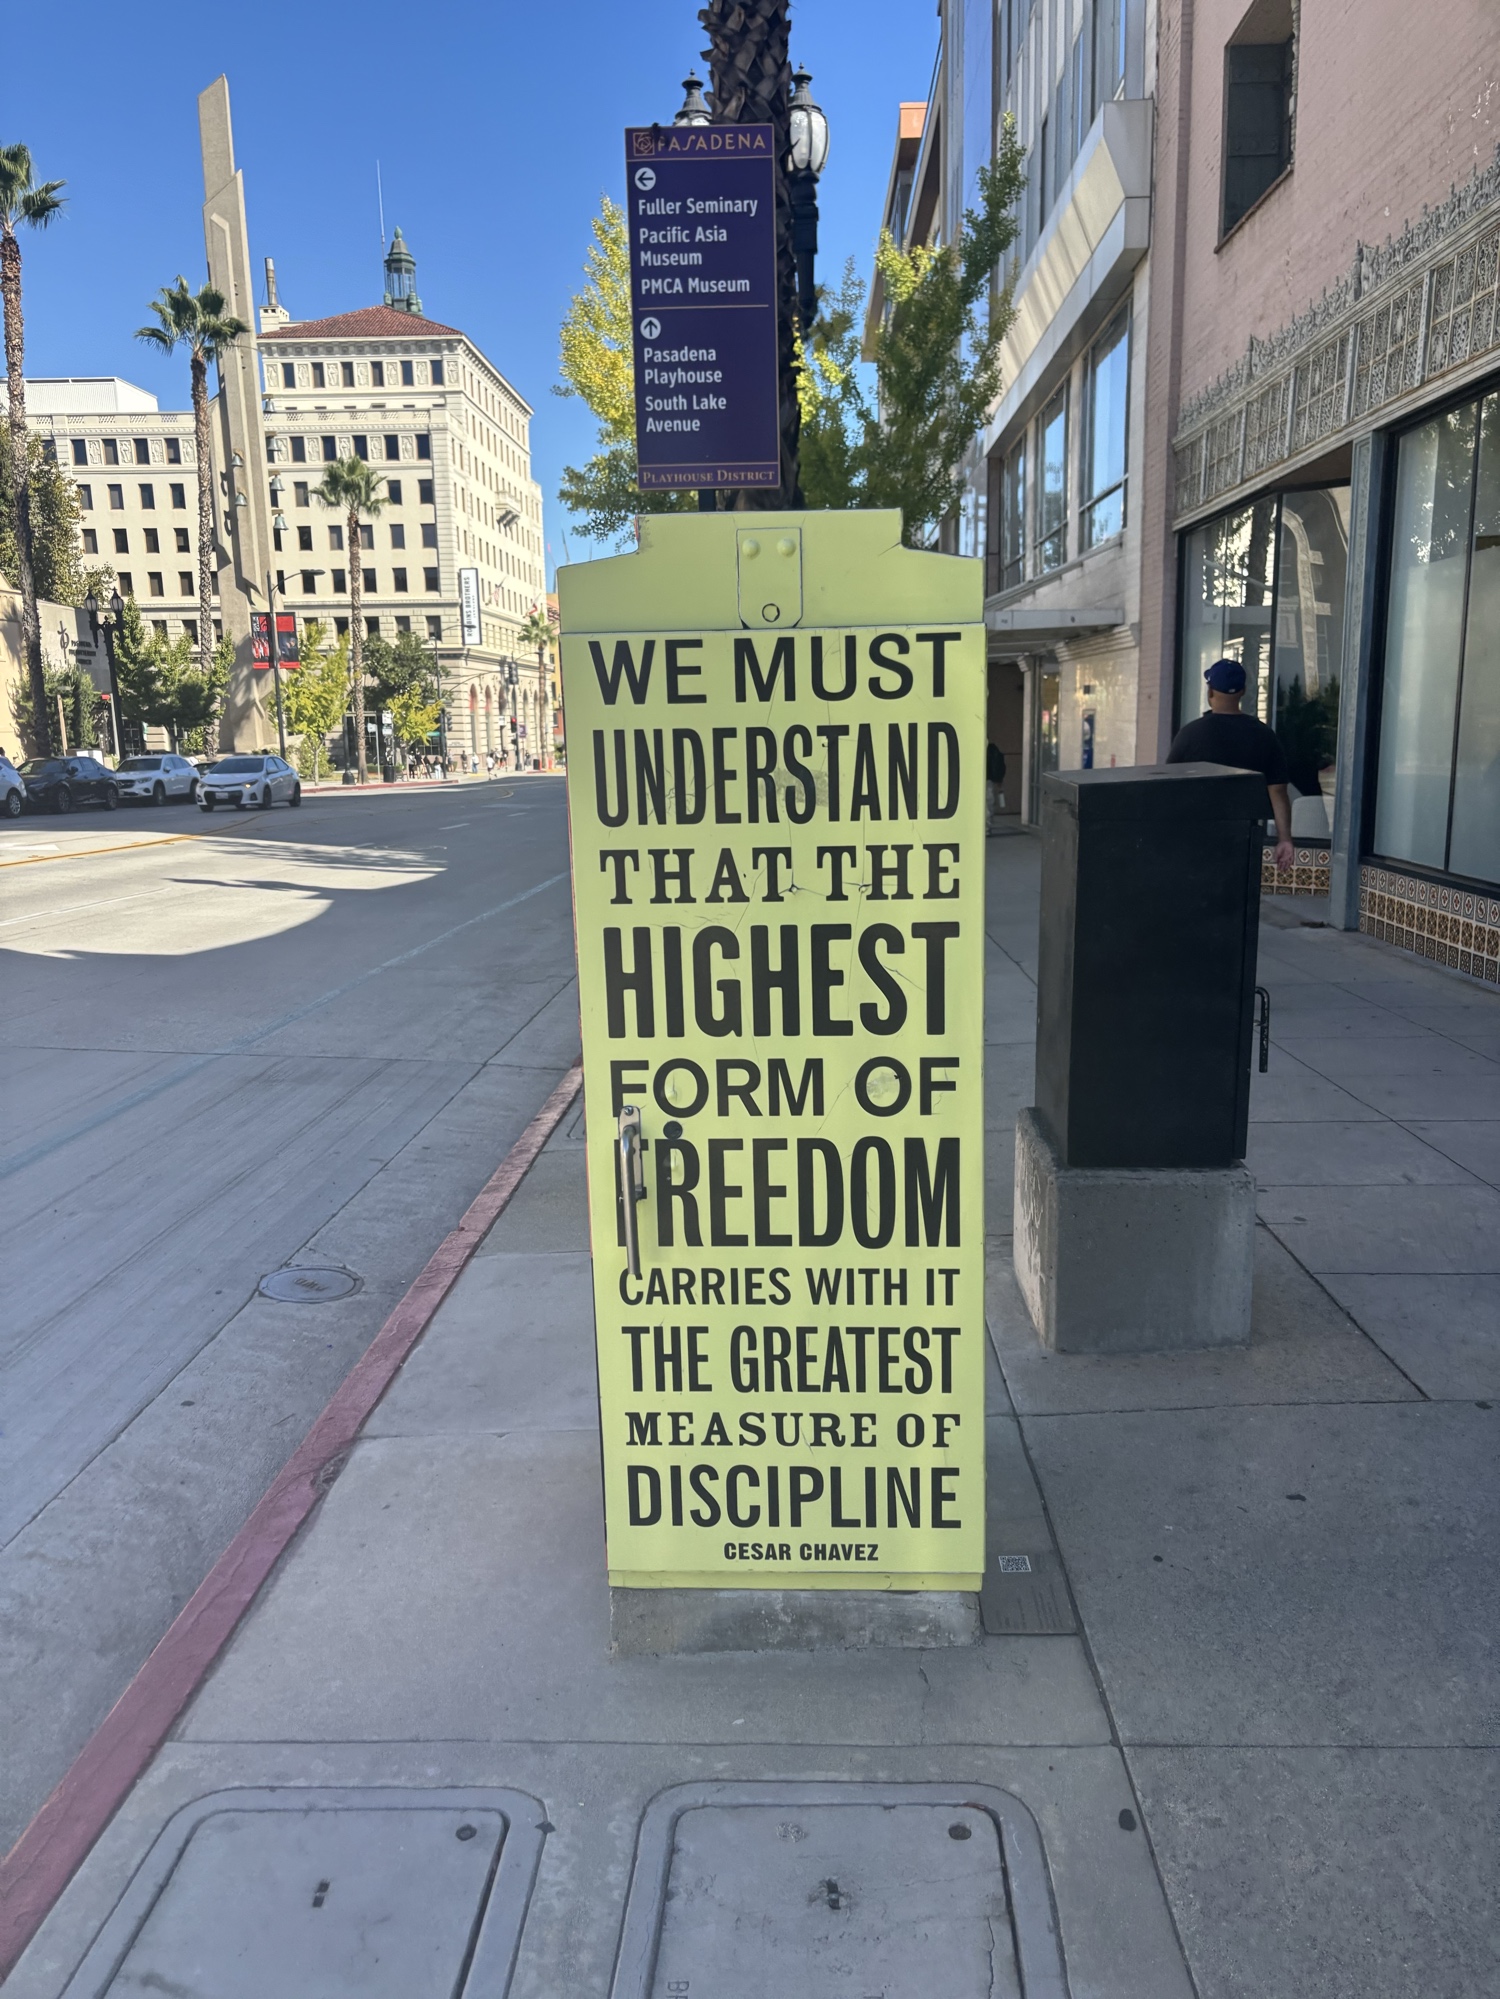 PASADENA
Fuller Seminary
Pacific Asia
Museum
PMCA Museum
Pasadena
Playhouse
South Lake
Avenue
PLAYHOUSE DISTRICT
WE MUST
UNDERSTAND
THAT THE
HIGHEST
FORM OF
FREEDOM
CARRIES WITH IT
THE GREATEST
MEASURE OF
DISCIPLINE
CESAR CHAVEZ